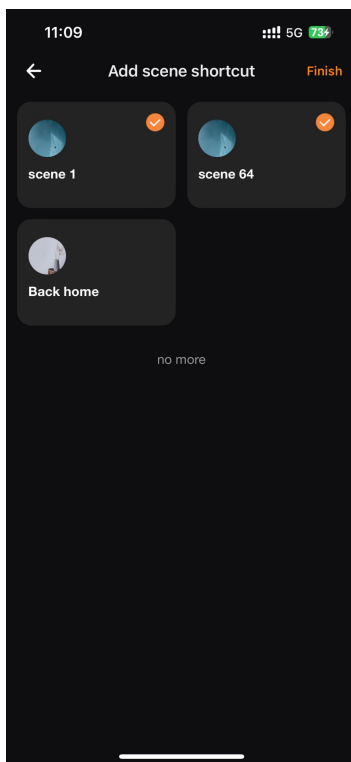 11:09 5G 73
Add scene shortcut Finish
scene 1 scene 64
Back home
no more